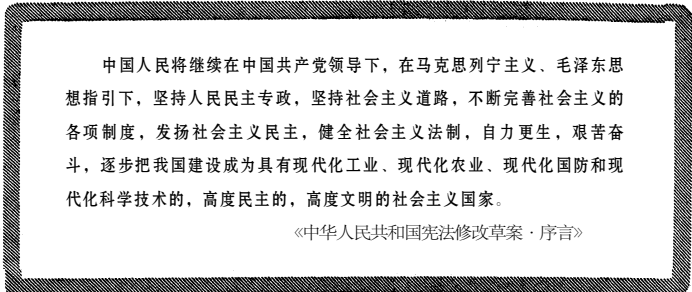 中国人民将继续在中国共产党领导下，在马克思列宁主义、毛泽东思
想指引下，坚持人民民主专政，坚持社会主义道路，不断完善社会主义的
各项制度，发扬社会主义民主，健全社会主义法制，自力更生，艰苦奋
斗，逐步把我国建设成为具有现代化工业、现代化农业、现代化国防和现
代化科学技术的，高度民主的，高度文明的社会主义国家。
《中华人民共和国宪法修改草案·序言》